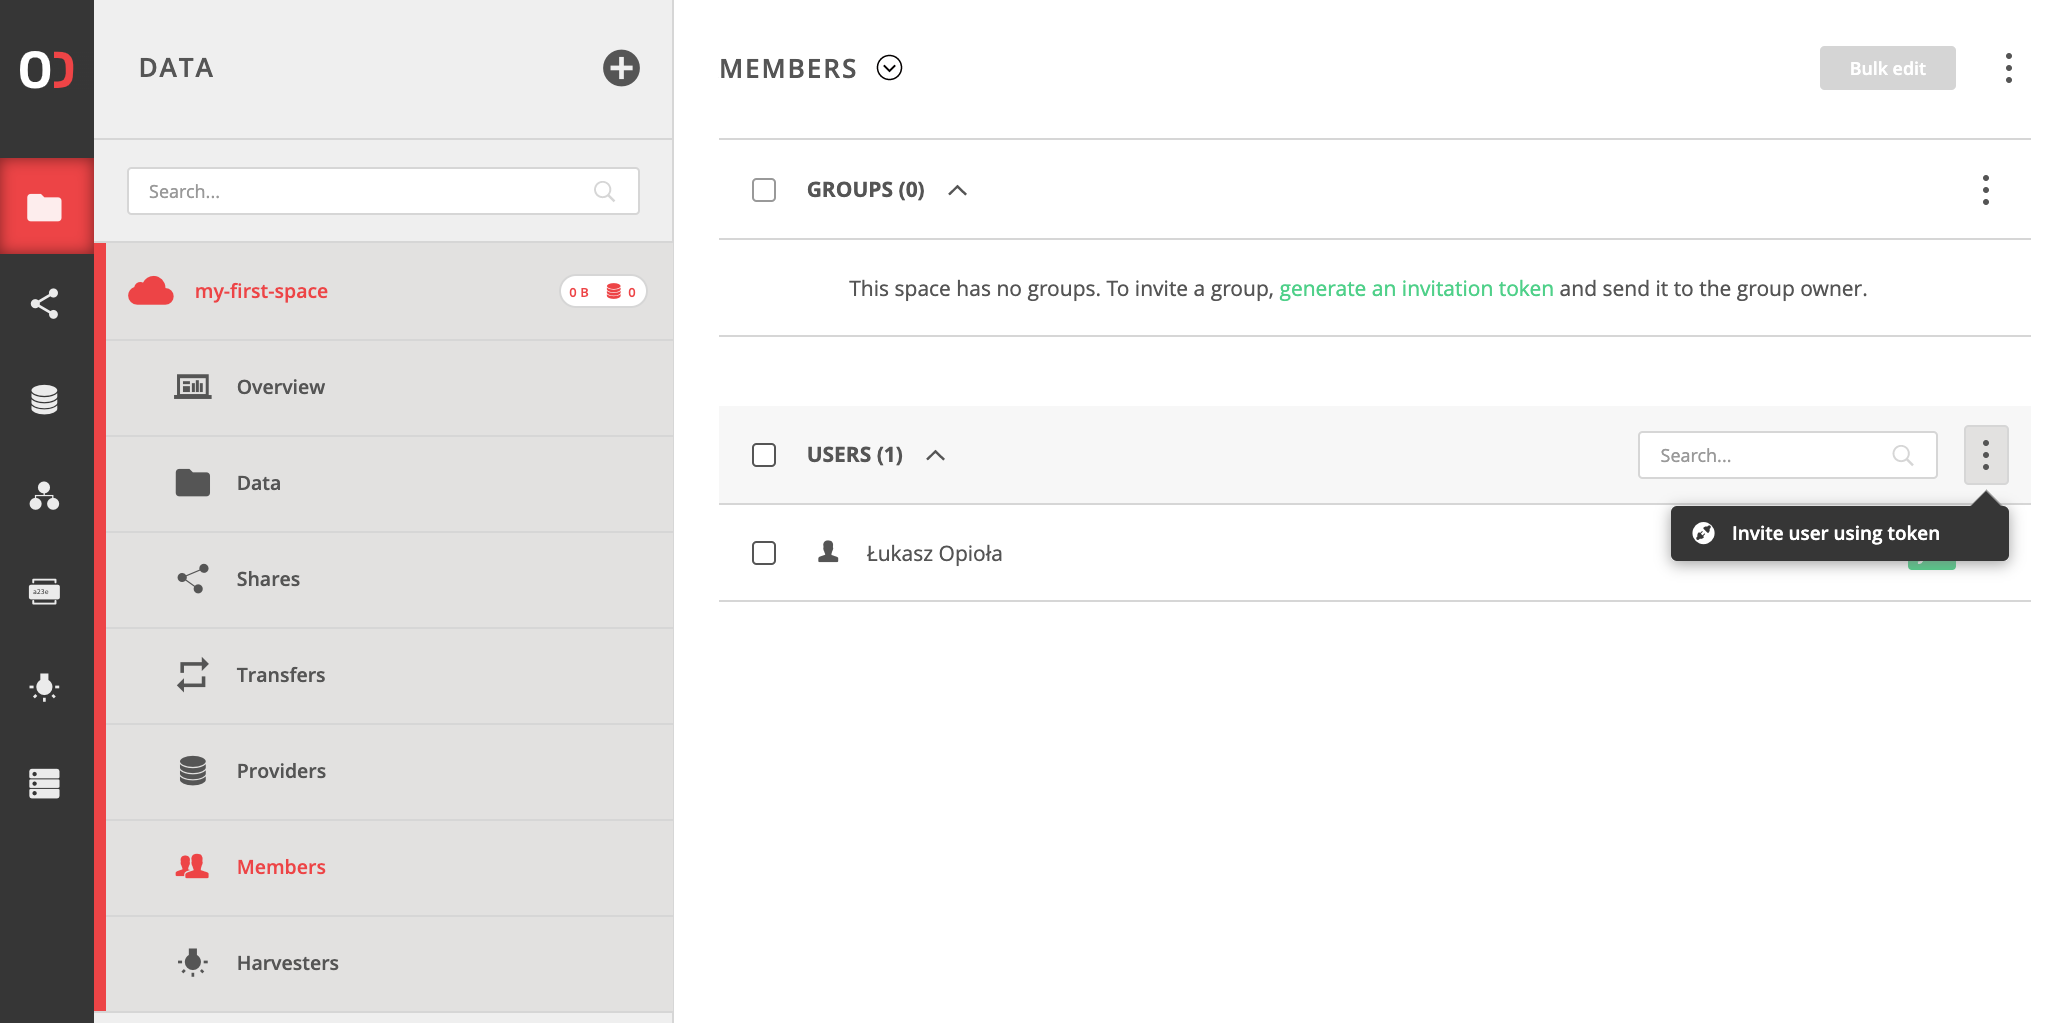 DATA
Search...
my-first-space
0 B 0
Overview
Data
Shares
Transfers
Providers
Members
Harvesters
a23e
MEMBERS
Bulk edit
GROUPS (0)
This space has no groups. To invite a group, generate an invitation token and send it to the group owner.
USERS (1)
Search...
Invite user using token
Łukasz Opioła